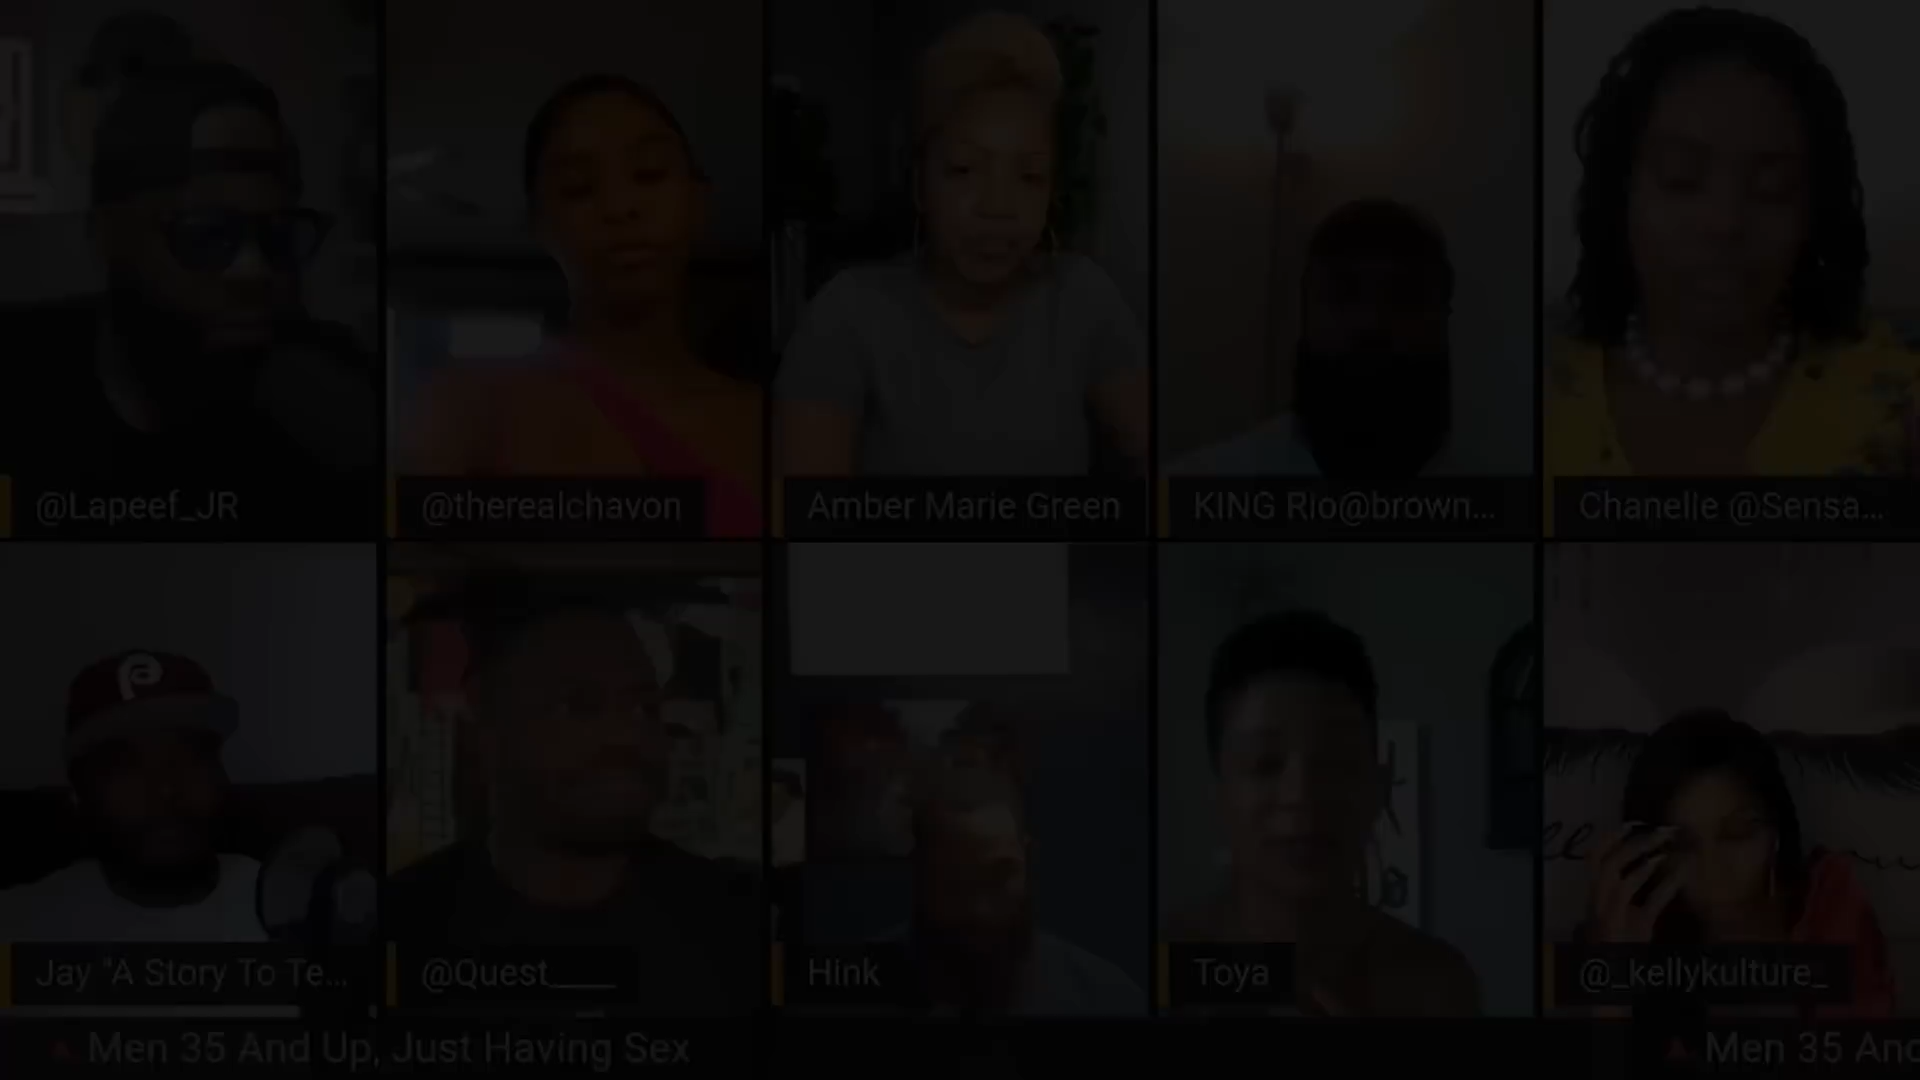 @Lapeef_JR
@therealchavon
Amber Marie Green
KING Rio@brown...
Chanelle @Sensa...
P
Jay "A Story To Te...
@Quest____
Hink
Toya
@_kellykulture_
Men 35 And Up, Just Having Sex
Men 35 And